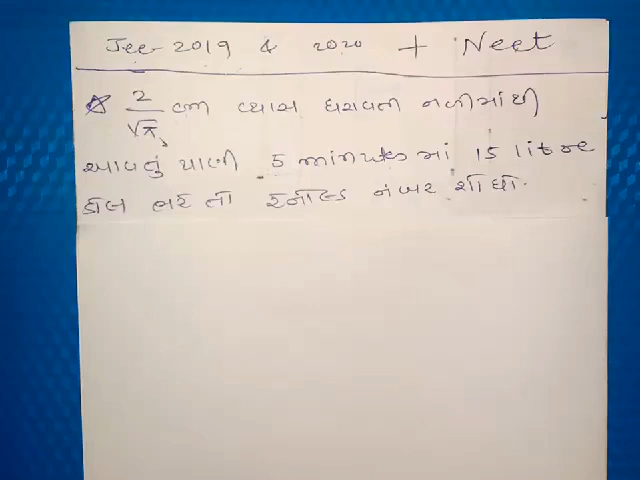 Jee 2019 & 2020 + Neet
2/√π cm વ્યાસ ધરાવતી નળીમાંથી
આવતું પાણી 5 minutes માં 15 litre
ડોલ ભરે તો રેનોલ્ડ નંબર શોધો.